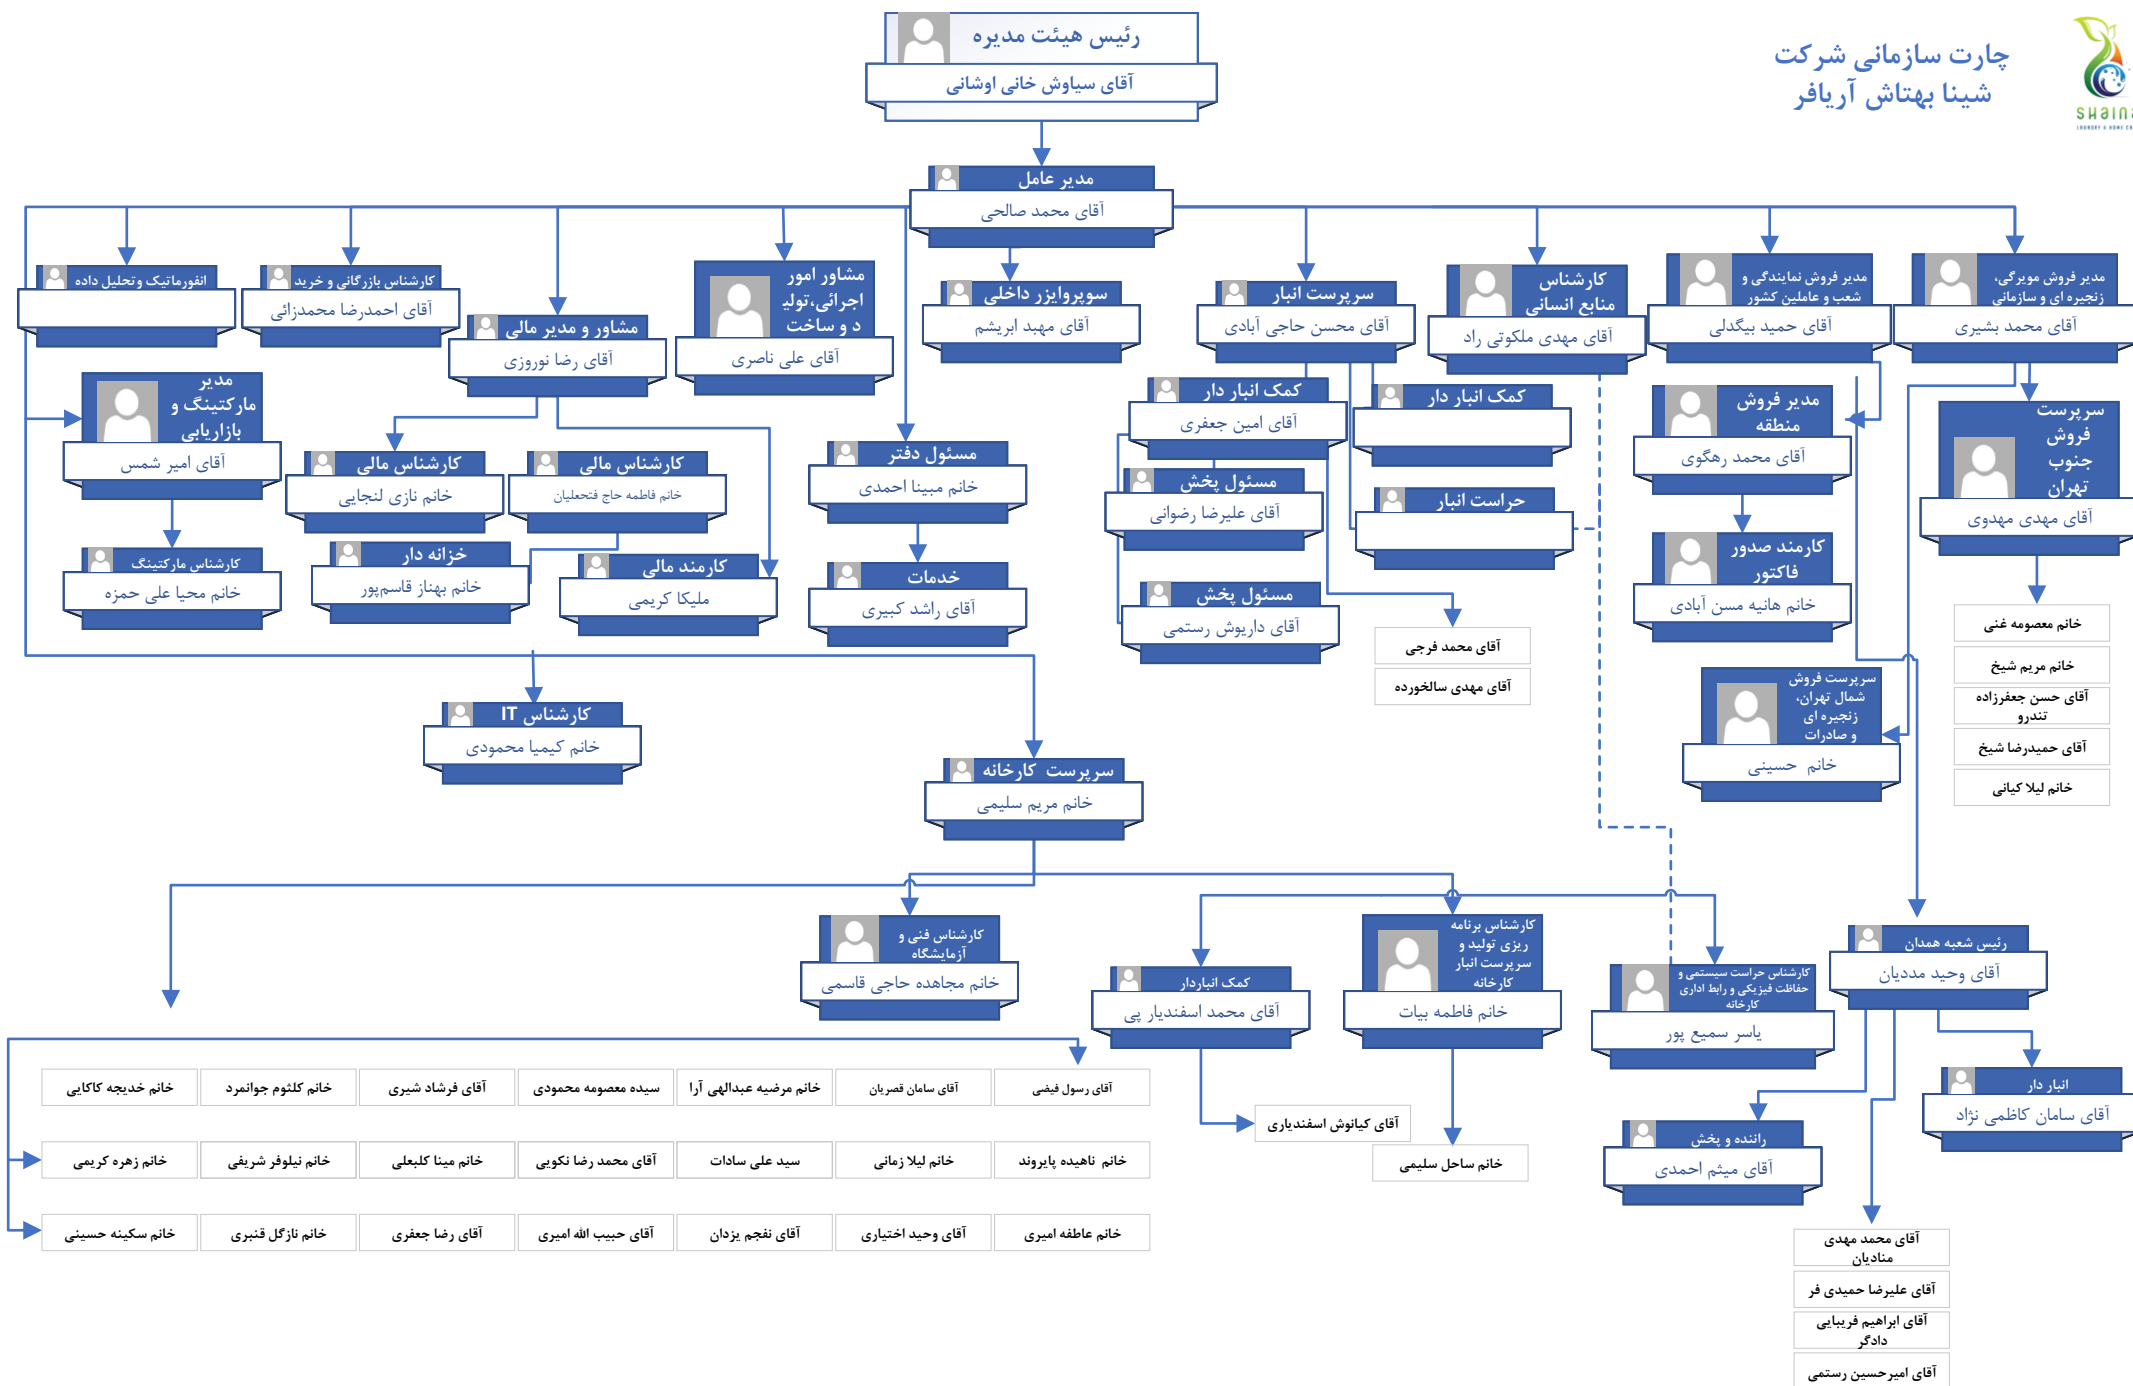 چارت سازمانی شرکت
شینا بهتاش آریافر
SHAINA
رئیس هیئت مدیره
آقای سیاوش خانی اوشانی
مدیر عامل
آقای محمد صالحی
مدیر فروش مویرگی،
زنجیره ای و سازمانی
آقای محمد بشیری
مدیر فروش نمایندگی و
شعب و عاملین کشور
آقای حمید بیگدلی
کارشناس
منابع انسانی
آقای مهدی ملکوتی راد
سرپرست انبار
آقای محسن حاجی آبادی
سوپروایزر داخلی
آقای مهبد ابریشم
مشاور امور
اجرائی،تولی
د و ساخت
آقای علی ناصری
مشاور و مدیر مالی
آقای رضا نوروزی
کارشناس بازرگانی و خرید
آقای احمدرضا محمدزائی
انفورماتیک وتحلیل داده
مدیر
مارکتینگ و
بازاریابی
آقای امیر شمس
کارشناس مارکتینگ
خانم محیا علی حمزه
کارشناس مالی
خانم نازی لنجایی
کارشناس مالی
خانم فاطمه حاج فتحعلیان
خزانه دار
خانم بهناز قاسم‌پور
کارمند مالی
ملیکا کریمی
مسئول دفتر
خانم مبینا احمدی
خدمات
آقای راشد کبیری
کمک انبار دار
آقای امین جعفری
کمک انبار دار
مسئول پخش
آقای علیرضا رضوانی
حراست انبار
مسئول پخش
آقای داریوش رستمی
آقای محمد فرجی
آقای مهدی سالخورده
مدیر فروش
منطقه
آقای محمد رهگوی
کارمند صدور
فاکتور
خانم هانیه مسن آبادی
سرپرست
فروش
جنوب
تهران
آقای مهدی مهدوی
خانم معصومه غنی
خانم مریم شیخ
آقای حسن جعفرزاده
تندرو
آقای حمیدرضا شیخ
خانم لیلا کیانی
سرپرست فروش
شمال تهران،
زنجیره ای
و صادرات
خانم حسینی
کارشناس IT
خانم کیمیا محمودی
سرپرست کارخانه
خانم مریم سلیمی
کارشناس فنی و
آزمایشگاه
خانم مجاهده حاجی قاسمی
کمک انباردار
آقای محمد اسفندیار پی
کارشناس برنامه
ریزی تولید و
سرپرست انبار
کارخانه
خانم فاطمه بیات
کارشناس حراست سیستمی و
حفاظت فیزیکی و رابط اداری
کارخانه
یاسر سمیع پور
رئیس شعبه همدان
آقای وحید مددیان
انبار دار
آقای سامان کاظمی نژاد
راننده و پخش
آقای میثم احمدی
آقای کیانوش اسفندیاری
خانم ساحل سلیمی
آقای رسول فیضی
آقای سامان قصریان
خانم مرضیه عبدالهی آرا
سیده معصومه محمودی
آقای فرشاد شیری
خانم کلثوم جوانمرد
خانم خدیجه کاکایی
خانم ناهیده پایروند
خانم لیلا زمانی
سید علی سادات
آقای محمد رضا نکویی
خانم مینا کلبعلی
خانم نیلوفر شریفی
خانم زهره کریمی
خانم عاطفه امیری
آقای وحید اختیاری
آقای نفجم یزدان
آقای حبیب الله امیری
آقای رضا جعفری
خانم نازگل قنبری
خانم سکینه حسینی
آقای محمد مهدی
منادیان
آقای علیرضا حمیدی فر
آقای ابراهیم فریبایی
دادگر
آقای امیرحسین رستمی